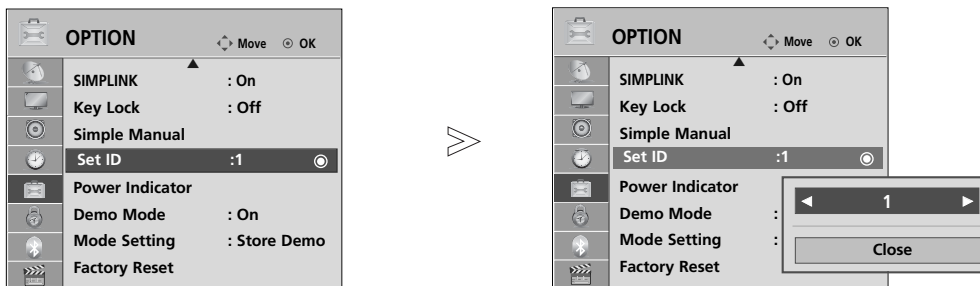 OPTION Move OK
SIMPLINK : On
Key Lock : Off
Simple Manual
Set ID :1
Power Indicator
Demo Mode : On
Mode Setting : Store Demo
Factory Reset
OPTION Move OK
SIMPLINK : On
Key Lock : Off
Simple Manual
Set ID :1
Power Indicator
Demo Mode :
Mode Setting :
Factory Reset
1
Close